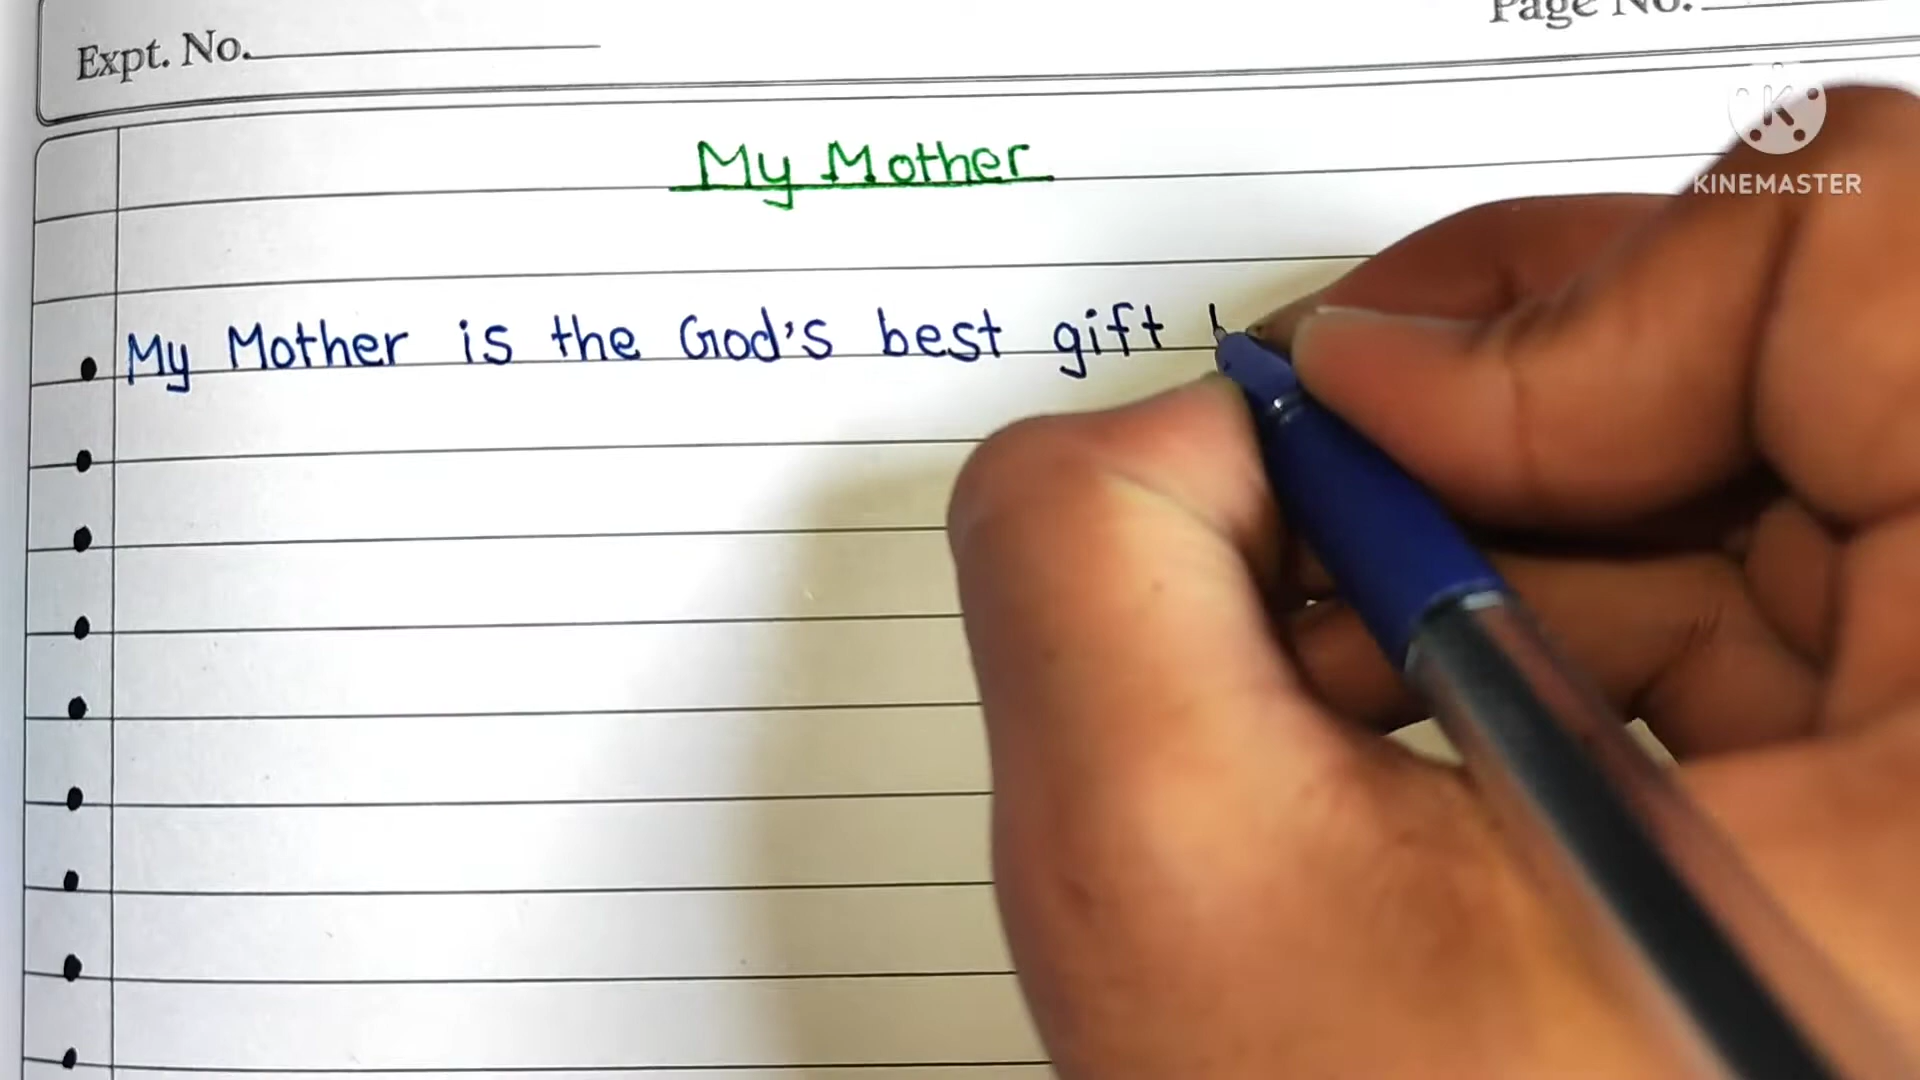 Page No.
Expt. No.
KINEMASTER
My Mother
My Mother is the God's best gift